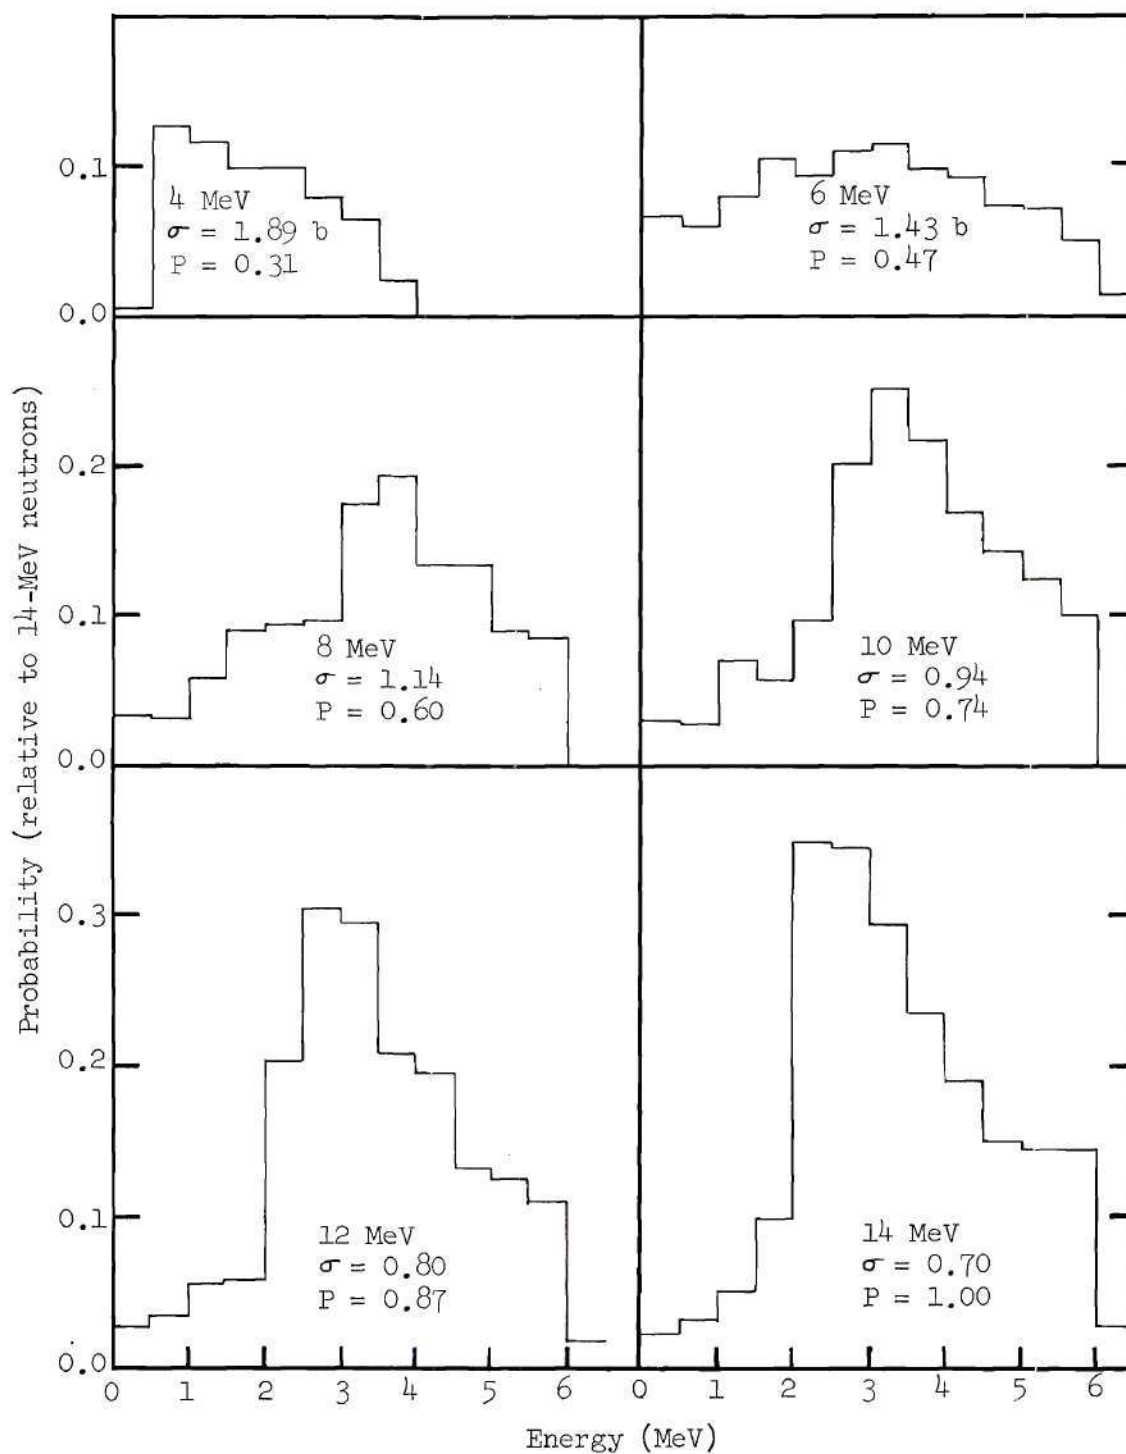 Probability (relative to 14-MeV neutrons)
0.1
0.0
4 MeV
σ = 1.89 b
P = 0.31
6 MeV
σ = 1.43 b
P = 0.47
0.2
0.1
0.0
8 MeV
σ = 1.14
P = 0.60
10 MeV
σ = 0.94
P = 0.74
0.3
0.2
0.1
0.0
12 MeV
σ = 0.80
P = 0.87
14 MeV
σ = 0.70
P = 1.00
0 1 2 3 4 5 6 0 1 2 3 4 5 6
Energy (MeV)